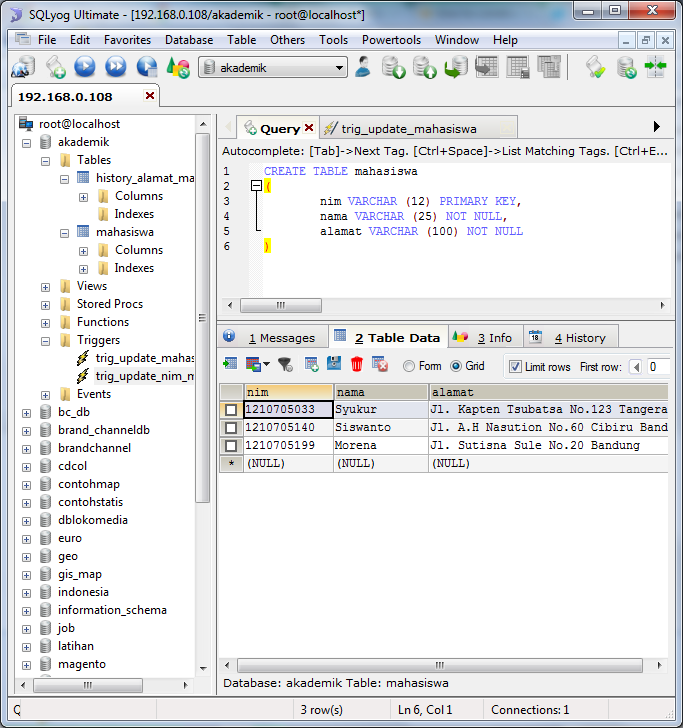 SQLyog Ultimate - [192.168.0.108/akademik - root@localhost*]
File Edit Favorites Database Table Others Tools Powertools Window Help
akademik
192.168.0.108
root@localhost
akademik
Tables
history_alamat_ma
Columns
Indexes
mahasiswa
Columns
Indexes
Views
Stored Procs
Functions
Triggers
trig_update_mahas
trig_update_nim_m
Events
bc_db
brand_channeldb
brandchannel
cdcol
contohmap
contohstatis
dblokomedia
euro
geo
gis_map
indonesia
information_schema
job
latihan
magento
Query trig_update_mahasiswa
Autocomplete: [Tab]->Next Tag. [Ctrl+Space]->List Matching Tags. [Ctrl+E...
1 CREATE TABLE mahasiswa
2 (
3 nim VARCHAR (12) PRIMARY KEY,
4 nama VARCHAR (25) NOT NULL,
5 alamat VARCHAR (100) NOT NULL
6 )
1 Messages 2 Table Data 3 Info 18 4 History
Form Grid Limit rows First row: 0
nim nama alamat
1210705033 Syukur Jl. Kapten Tsubatsa No.123 Tangera
1210705140 Siswanto Jl. A.H Nasution No.60 Cibiru Band
1210705199 Morena Jl. Sutisna Sule No.20 Bandung
* (NULL) (NULL) (NULL)
Database: akademik Table: mahasiswa
Q 3 row(s) Ln 6, Col 1 Connections: 1